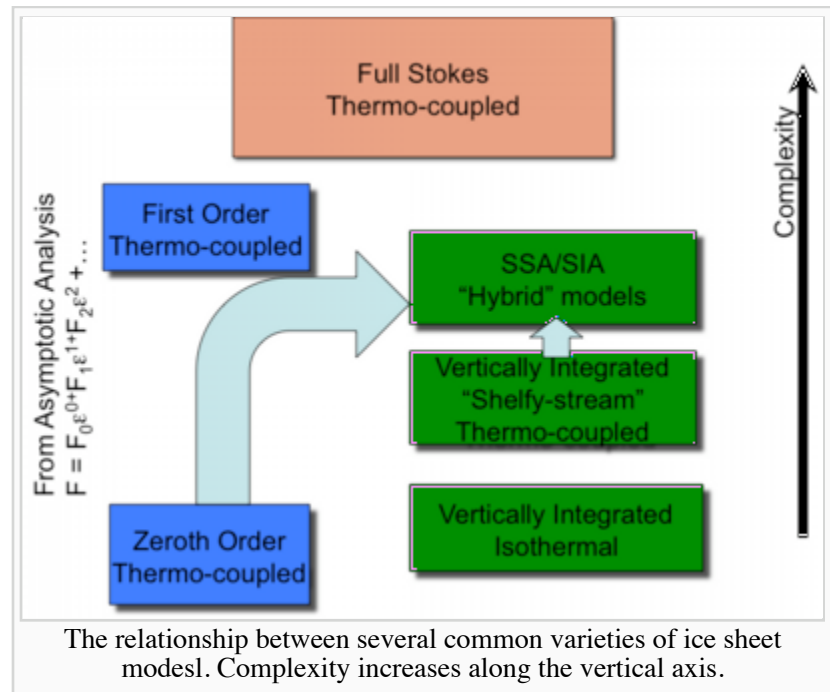 Full Stokes
Thermo-coupled
Complexity
From Asymptotic Analysis
F = F₀ε⁰⁺F₁ε¹⁺F₂ε² +...
First Order
Thermo-coupled
SSA/SIA
“Hybrid” models
Vertically Integrated
“Shelfy-stream”
Thermo-coupled
Zeroth Order
Thermo-coupled
Vertically Integrated
Isothermal
The relationship between several common varieties of ice sheet
modesl. Complexity increases along the vertical axis.